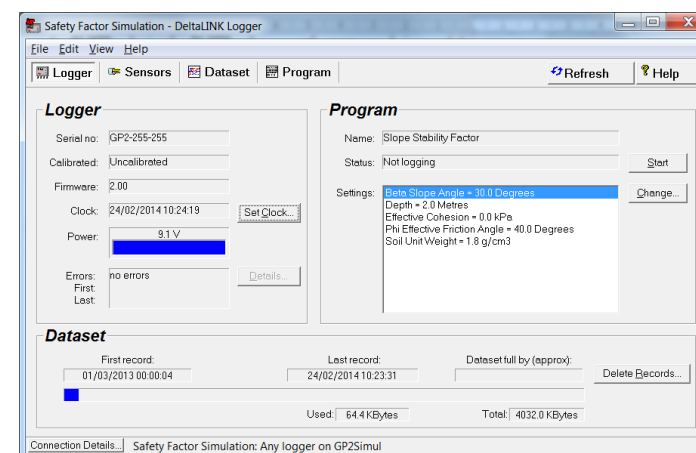 Safety Factor Simulation - DeltaLINK Logger
File Edit View Help
Logger Sensors Dataset Program Refresh Help
Logger
Serial no: GP2-255-255
Calibrated: Uncalibrated
Firmware: 2.00
Clock: 24/02/2014 10:24:19 Set Clock...
Power: 9.1 V
Errors: no errors Details...
First:
Last:
Program
Name: Slope Stability Factor
Status: Not logging Start
Settings: Beta Slope Angle = 30.0 Degrees Change...
Depth = 2.0 Metres
Effective Cohesion = 0.0 kPa
Phi Effective Friction Angle = 40.0 Degrees
Soil Unit Weight = 1.8 g/cm3
Dataset
First record: Last record: Dataset full by (approx):
01/03/2013 00:00:04 24/02/2014 10:23:31 Delete Records...
Used: 64.4 KBytes Total: 4032.0 KBytes
Connection Details... Safety Factor Simulation: Any logger on GP2Simul